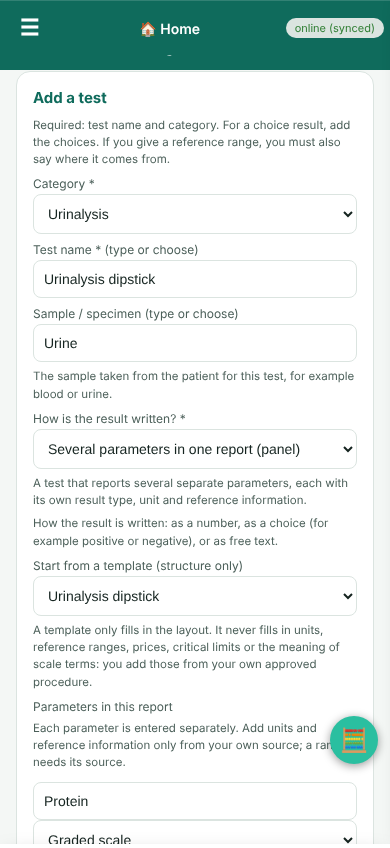 🏠 Home
online (synced)
Add a test
Required: test name and category. For a choice result, add
the choices. If you give a reference range, you must also
say where it comes from.
Category *
Urinalysis
Test name * (type or choose)
Urinalysis dipstick
Sample / specimen (type or choose)
Urine
The sample taken from the patient for this test, for example
blood or urine.
How is the result written? *
Several parameters in one report (panel)
A test that reports several separate parameters, each with
its own result type, unit and reference information.
How the result is written: as a number, as a choice (for
example positive or negative), or as free text.
Start from a template (structure only)
Urinalysis dipstick
A template only fills in the layout. It never fills in units,
reference ranges, prices, critical limits or the meaning of
scale terms: you add those from your own approved
procedure.
Parameters in this report
Each parameter is entered separately. Add units and
reference information only from your own source; a
needs its source.
Protein
Graded scale